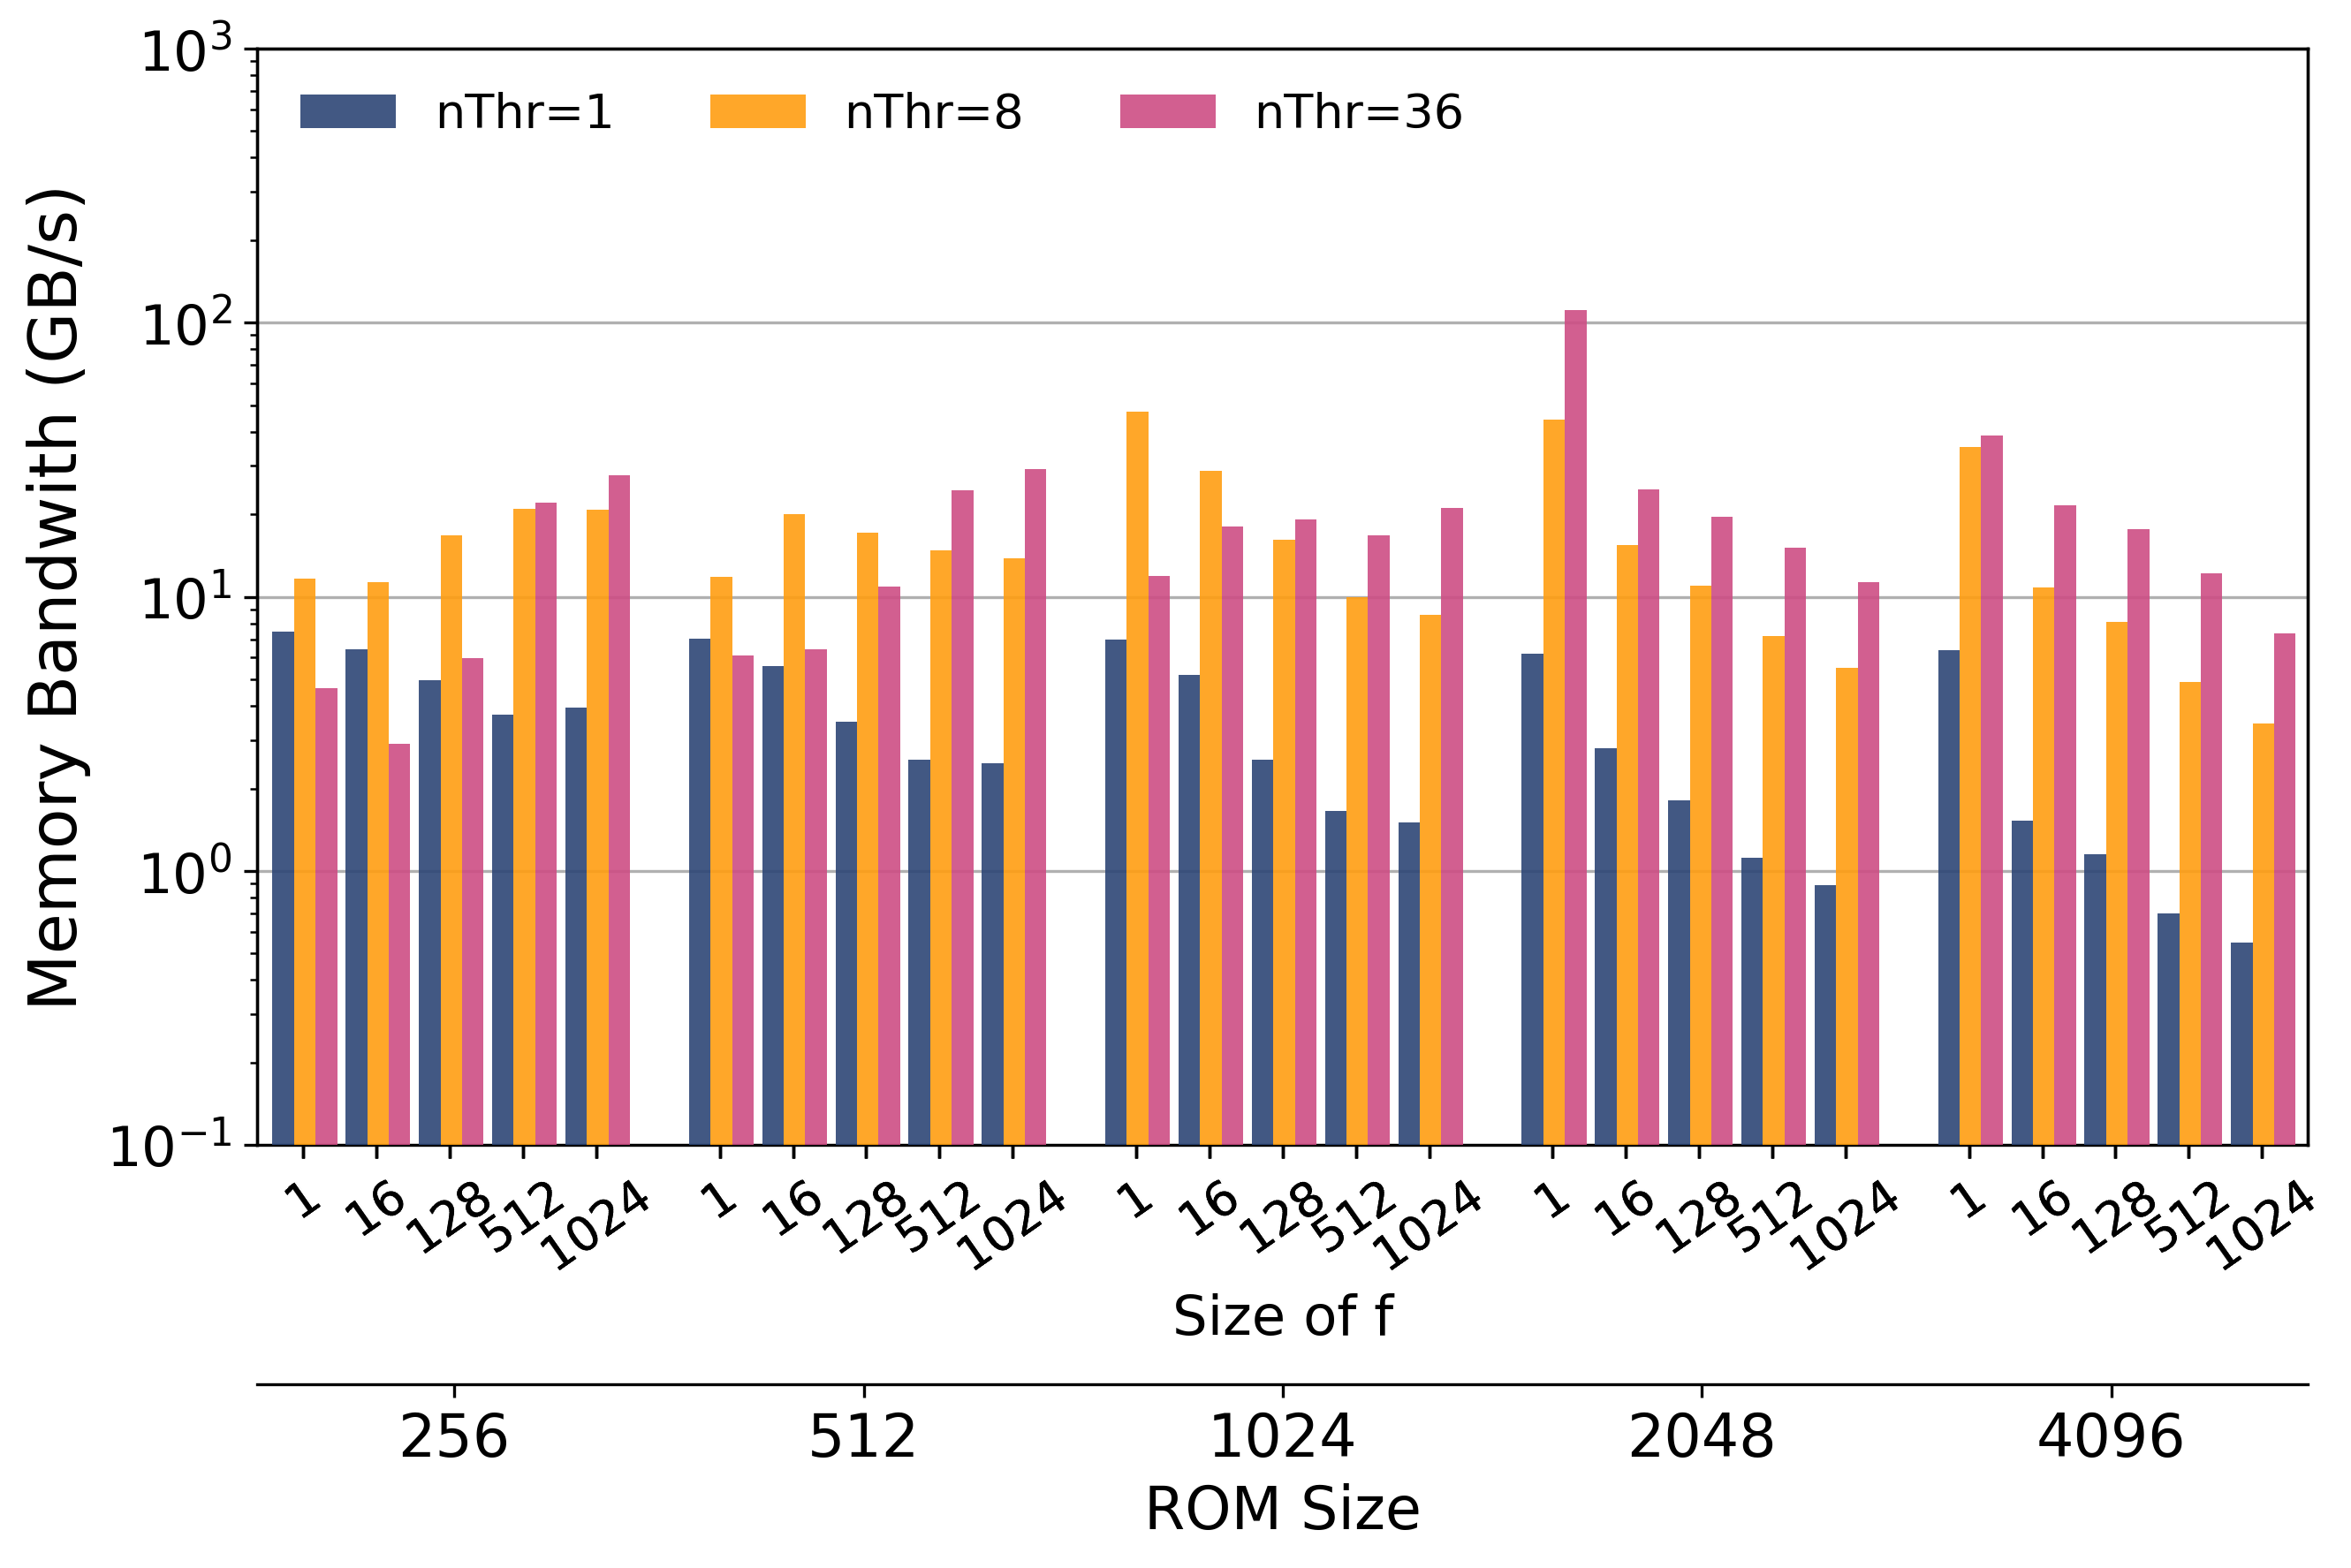 nThr=1 nThr=8 nThr=36
Memory Bandwith (GB/s)
10³
10²
10¹
10⁰
10⁻¹
1 16 128 512 1024 1 16 128 512 1024 1 16 128 512 1024 1 16 128 512 1024 1 16 128 512 1024
Size of f
256 512 1024 2048 4096
ROM Size